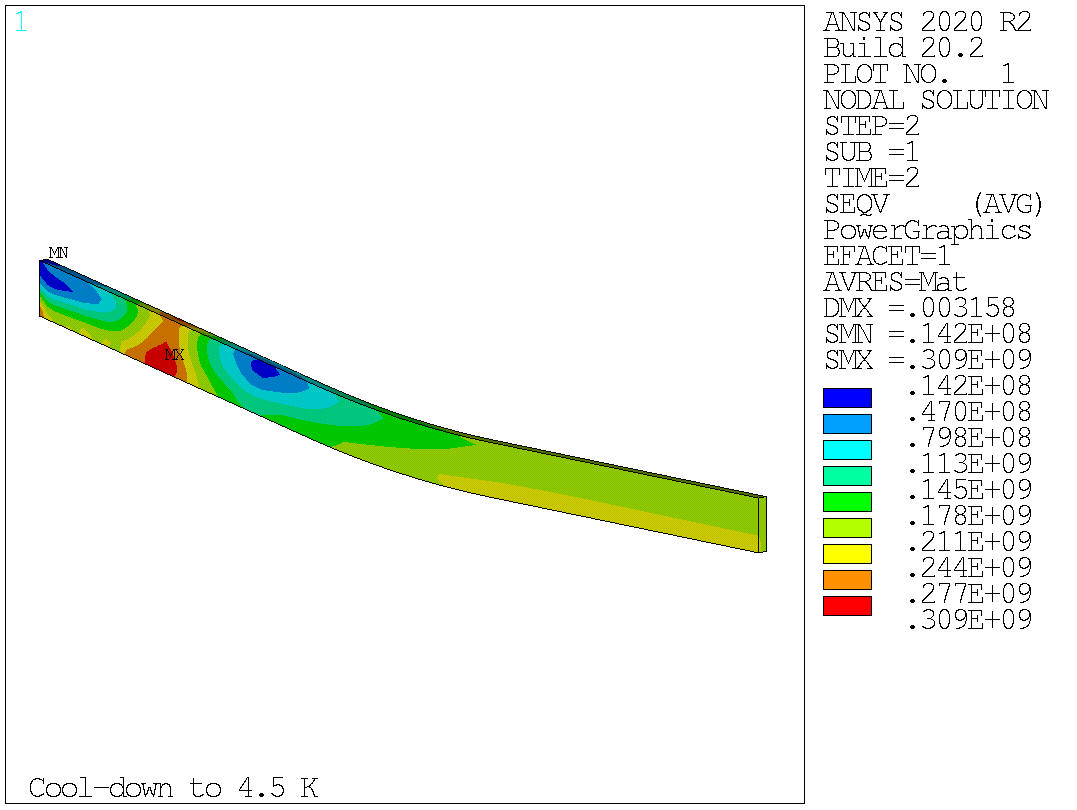 1
ANSYS 2020 R2
Build 20.2
PLOT NO.   1
NODAL SOLUTION
STEP=2
SUB =1
TIME=2
SEQV     (AVG)
PowerGraphics
EFACET=1
AVRES=Mat
DMX =.003158
SMN =.142E+08
SMX =.309E+09
.142E+08
.470E+08
.798E+08
.113E+09
.145E+09
.178E+09
.211E+09
.244E+09
.277E+09
.309E+09
MN
MX
Cool-down to 4.5 K